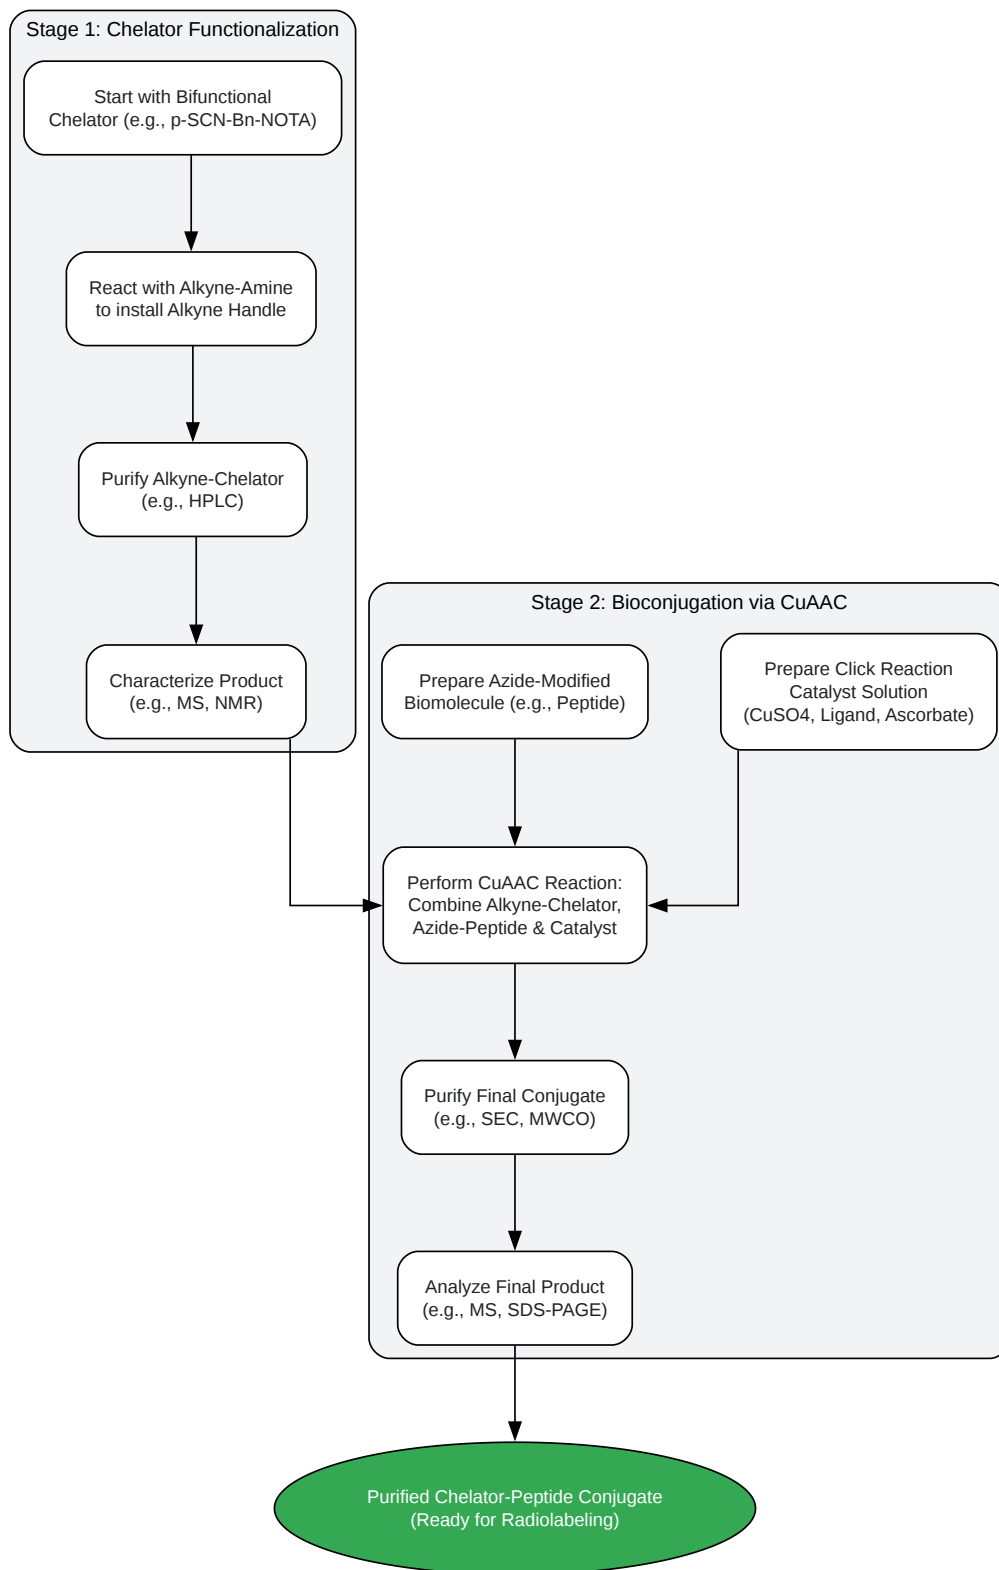 Stage 1: Chelator Functionalization
Start with Bifunctional
Chelator (e.g., p-SCN-Bn-NOTA)
React with Alkyne-Amine
to install Alkyne Handle
Purify Alkyne-Chelator
(e.g., HPLC)
Characterize Product
(e.g., MS, NMR)
Stage 2: Bioconjugation via CuAAC
Prepare Azide-Modified
Biomolecule (e.g., Peptide)
Prepare Click Reaction
Catalyst Solution
(CuSO4, Ligand, Ascorbate)
Perform CuAAC Reaction:
Combine Alkyne-Chelator,
Azide-Peptide & Catalyst
Purify Final Conjugate
(e.g., SEC, MWCO)
Analyze Final Product
(e.g., MS, SDS-PAGE)
Purified Chelator-Peptide Conjugate
(Ready for Radiolabeling)